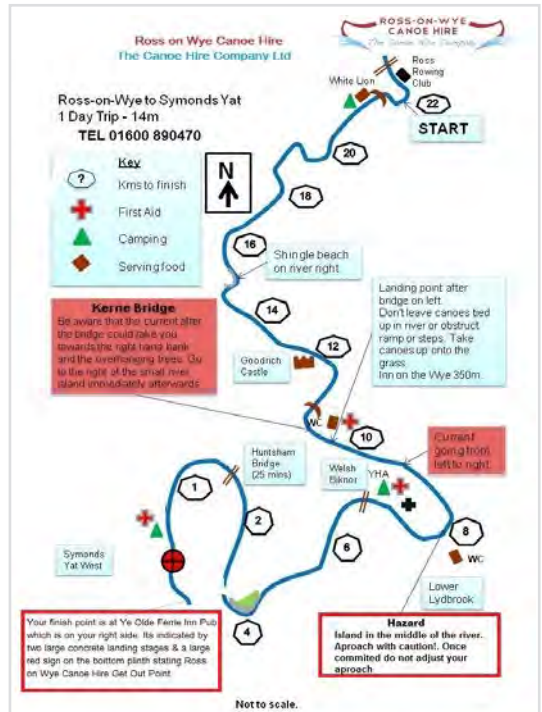 Ross on Wye Canoe Hire
The Canoe Hire Company Ltd
ROSS-ON-WYE
CANOE HIRE
The Canoe Hire Company
Ross-on-Wye to Symonds Yat
1 Day Trip - 14m
TEL 01600 890470
Key
?
Kms to finish
First Aid
Camping
Serving food
N
White Lion
Ross
Rowing
Club
22
START
20
18
16
Shingle beach
on river right
14
Kerne Bridge
Be aware that the current after
the bridge could take you
towards the right hand bank
and the overhanging trees. Go
to the right of the small river
island immediately afterwards
Goodrich
Castle
12
Landing point after
bridge on left.
Don't leave canoes tied
up in river or obstruct
ramp or steps. Take
canoes up onto the
grass.
Inn on the Wye 350m.
WC
10
Current
going from
left to right
Huntsham
Bridge
(25 mins)
Welsh
Bicknor
YHA
1
2
6
8
WC
Symonds
Yat West
4
Lower
Lydbrook
Your finish point is at Ye Olde Ferrie Inn Pub
which is on your right side. Its indicated by
two large concrete landing stages & a large
red sign on the bottom plinth stating Ross
on Wye Canoe Hire Get Out Point
Hazard
Island in the middle of the river.
Aproach with caution!. Once
commited do not adjust your
aproach
Not to scale.